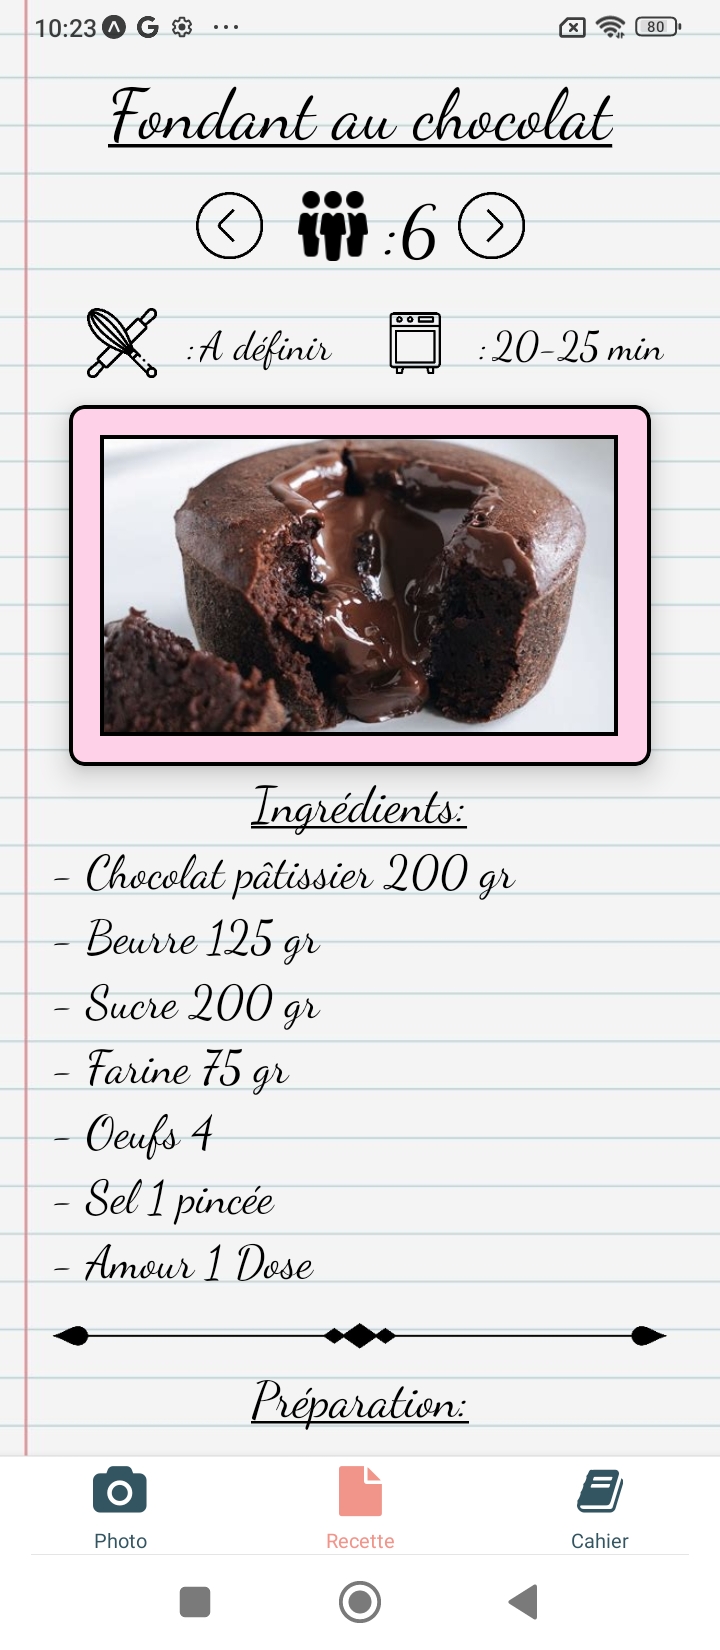 10:23 G ... 80
Fondant au chocolat
:6
:A définir :20-25 min
Ingrédients:
- Chocolat pâtissier 200 gr
- Beurre 125 gr
- Sucre 200 gr
- Farine 75 gr
- Oeufs 4
- Sel 1 pincée
- Amour 1 Dose
Préparation:
Photo Recette Cahier